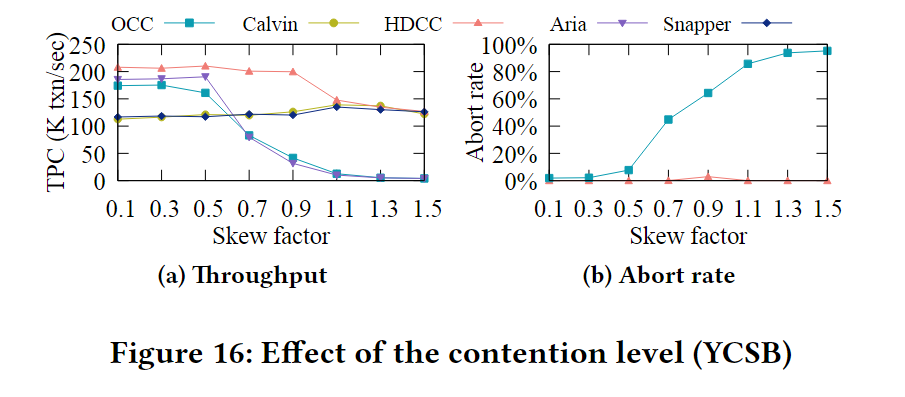 OCC Calvin HDCC Aria Snapper
TPC (K txn/sec)
250
200
150
100
50
0
0.1 0.3 0.5 0.7 0.9 1.1 1.3 1.5
Skew factor
(a) Throughput
Abort rate
100%
80%
60%
40%
20%
0%
0.1 0.3 0.5 0.7 0.9 1.1 1.3 1.5
Skew factor
(b) Abort rate
Figure 16: Effect of the contention level (YCSB)